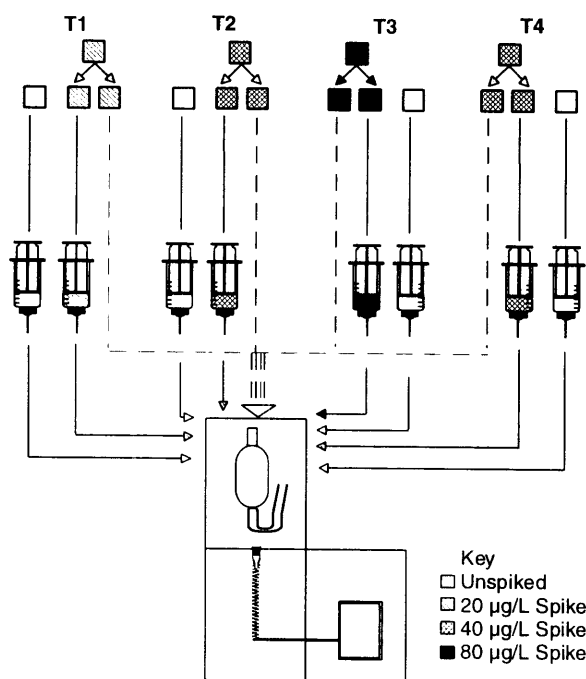 T1 T2 T3 T4
Key
Unspiked
20 µg/L Spike
40 µg/L Spike
80 µg/L Spike